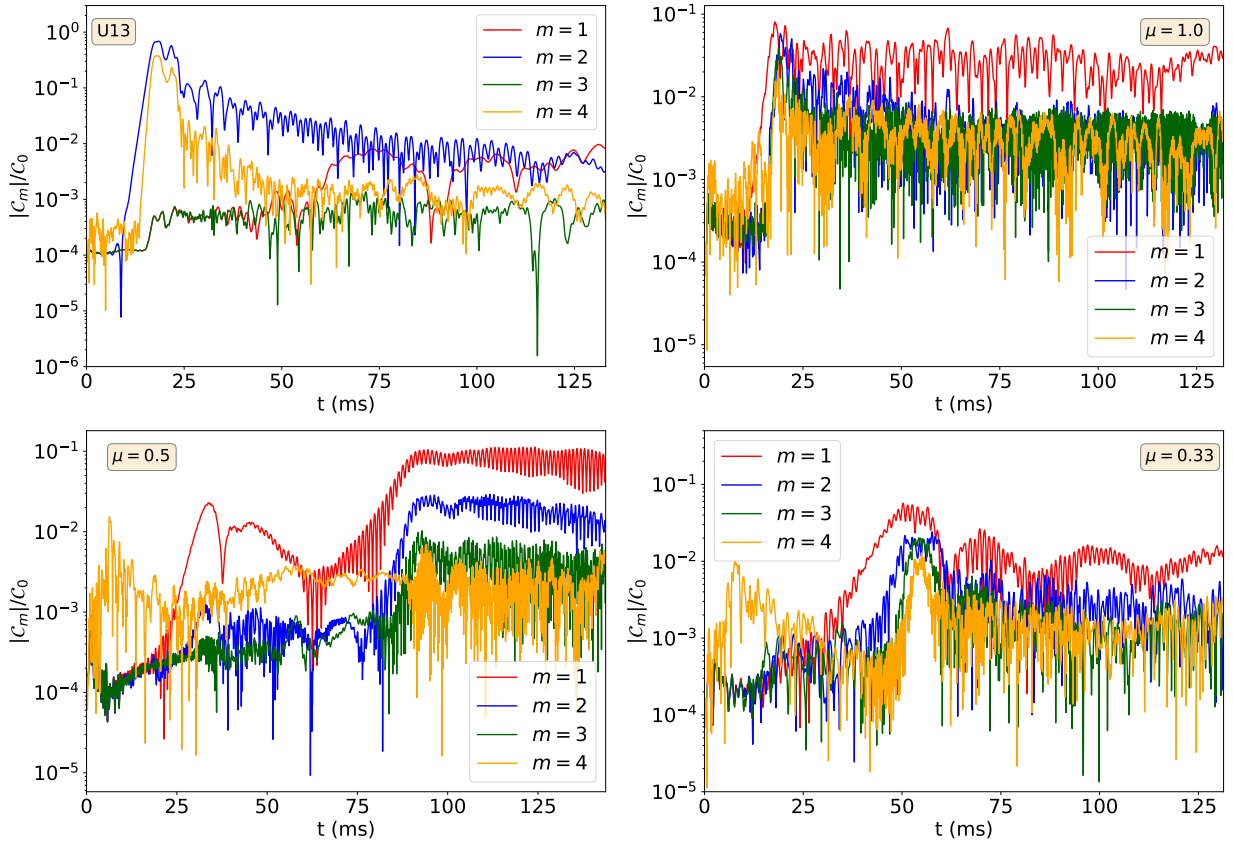 U13
m = 1
m = 2
m = 3
m = 4
10⁰
10⁻¹
10⁻²
10⁻³
10⁻⁴
10⁻⁵
10⁻⁶
|𝒞ₘ|/𝒞₀
0 25 50 75 100 125
t (ms)
μ = 1.0
10⁻¹
10⁻²
10⁻³
10⁻⁴
10⁻⁵
|𝒞ₘ|/𝒞₀
m = 1
m = 2
m = 3
m = 4
0 25 50 75 100 125
t (ms)
μ = 0.5
10⁻¹
10⁻²
10⁻³
10⁻⁴
10⁻⁵
|𝒞ₘ|/𝒞₀
m = 1
m = 2
m = 3
m = 4
0 25 50 75 100 125
t (ms)
m = 1
m = 2
m = 3
m = 4
μ = 0.33
10⁻¹
10⁻²
10⁻³
10⁻⁴
10⁻⁵
|𝒞ₘ|/𝒞₀
0 25 50 75 100 125
t (ms)